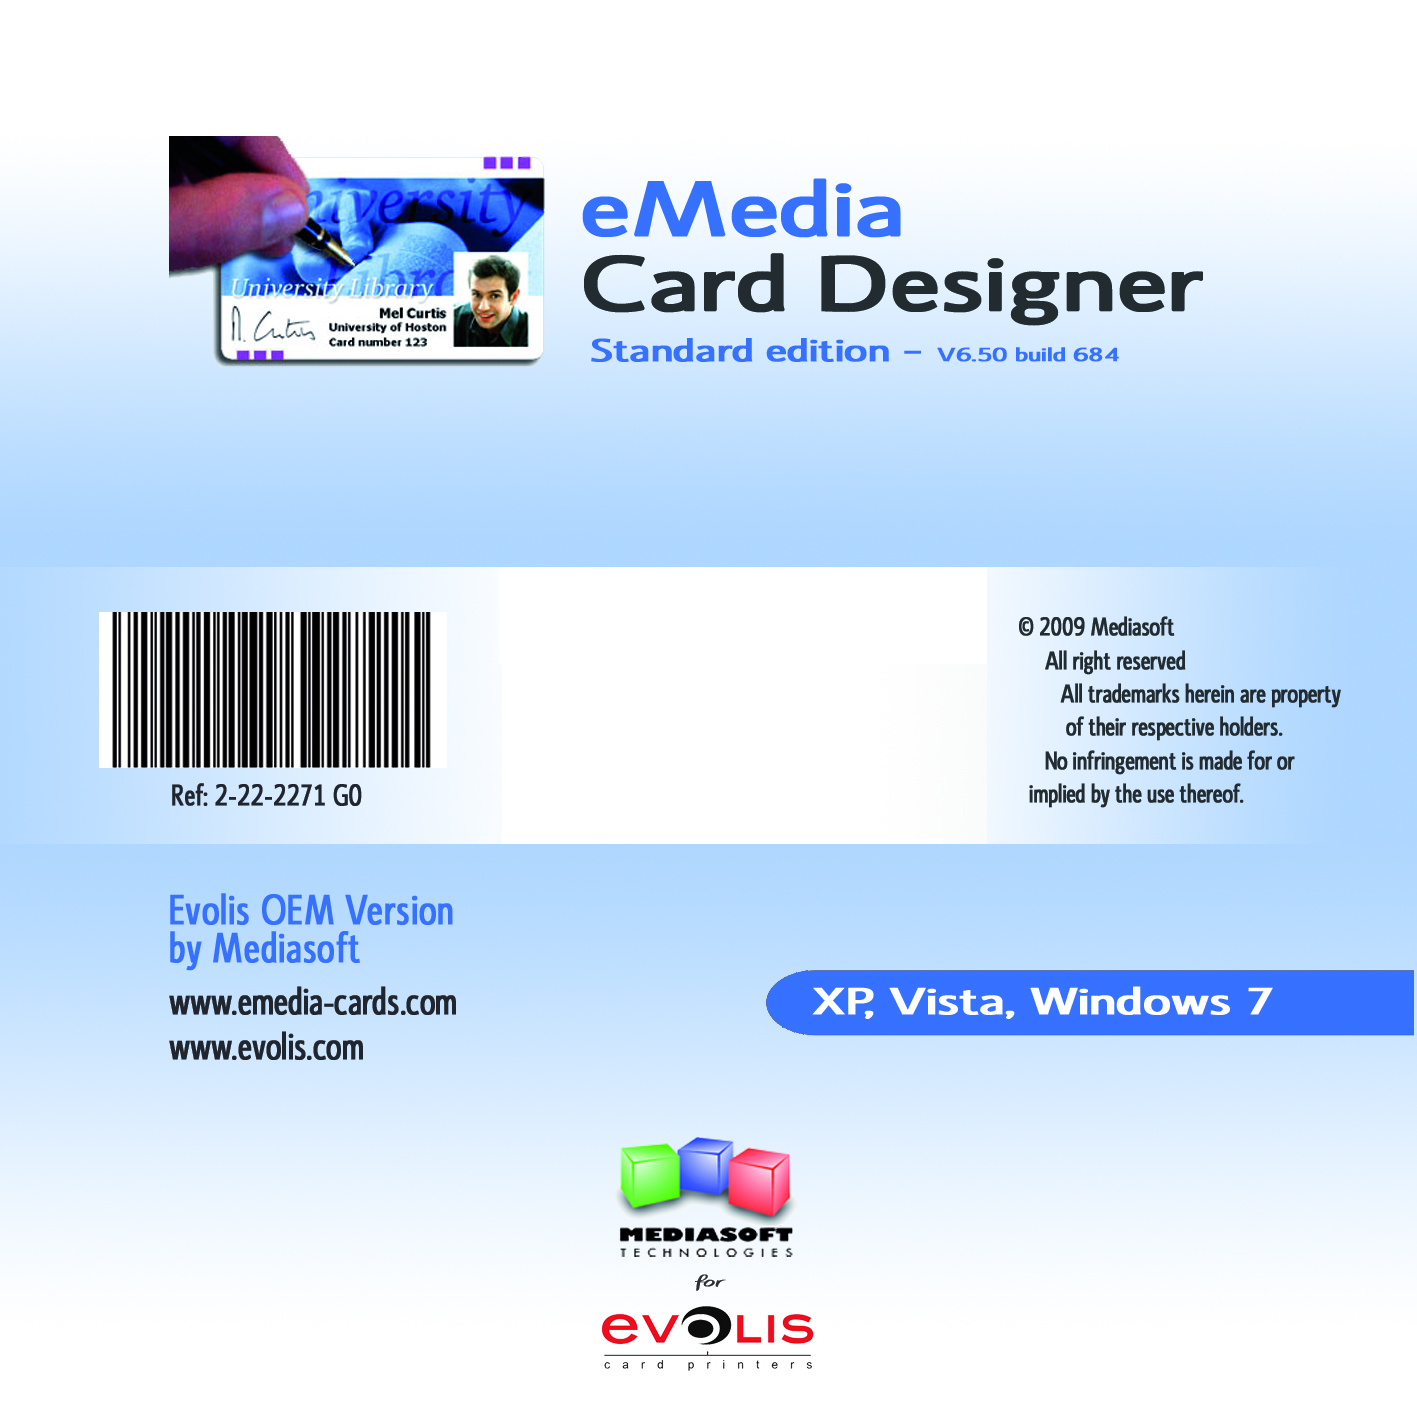 University
Library
University Library
M. Curtis
Mel Curtis
University of Hoston
Card number 123
eMedia
Card Designer
Standard edition – V6.50 build 684
Ref: 2-22-2271 G0
© 2009 Mediasoft
All right reserved
All trademarks herein are property
of their respective holders.
No infringement is made for or
implied by the use thereof.
Evolis OEM Version
by Mediasoft
www.emedia-cards.com
www.evolis.com
XP, Vista, Windows 7
MEDIASOFT
TECHNOLOGIES
for
evOLIS
card printers